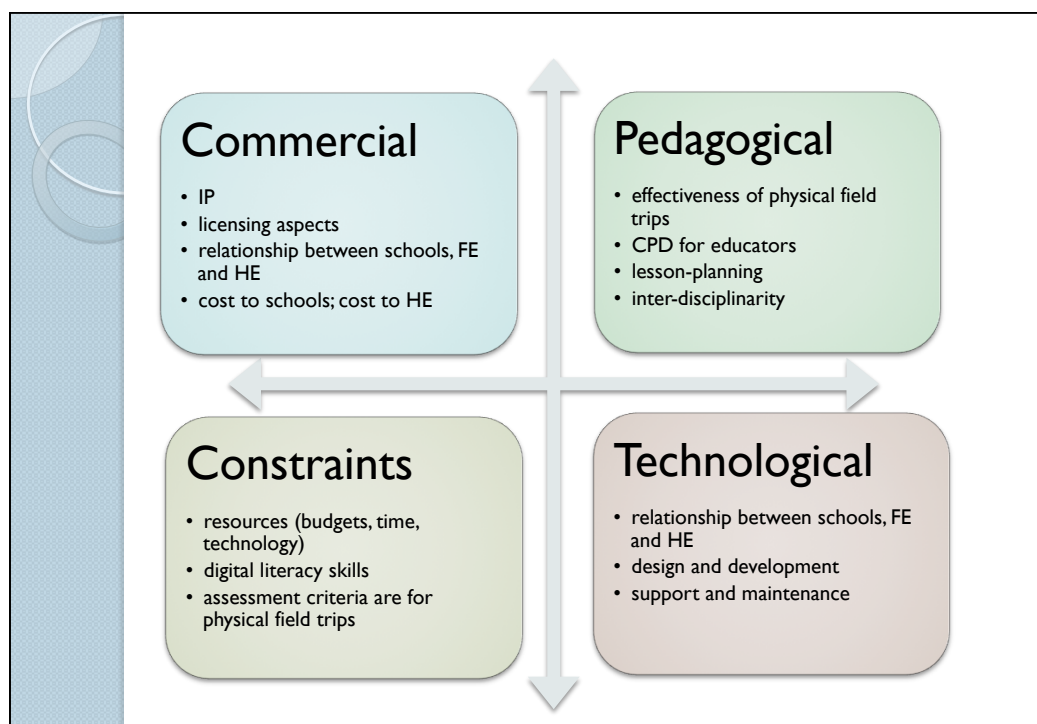 Commercial
• IP
• licensing aspects
• relationship between schools, FE
and HE
• cost to schools; cost to HE
Pedagogical
• effectiveness of physical field
trips
• CPD for educators
• lesson-planning
• inter-disciplinarity
Constraints
• resources (budgets, time,
technology)
• digital literacy skills
• assessment criteria are for
physical field trips
Technological
• relationship between schools, FE
and HE
• design and development
• support and maintenance